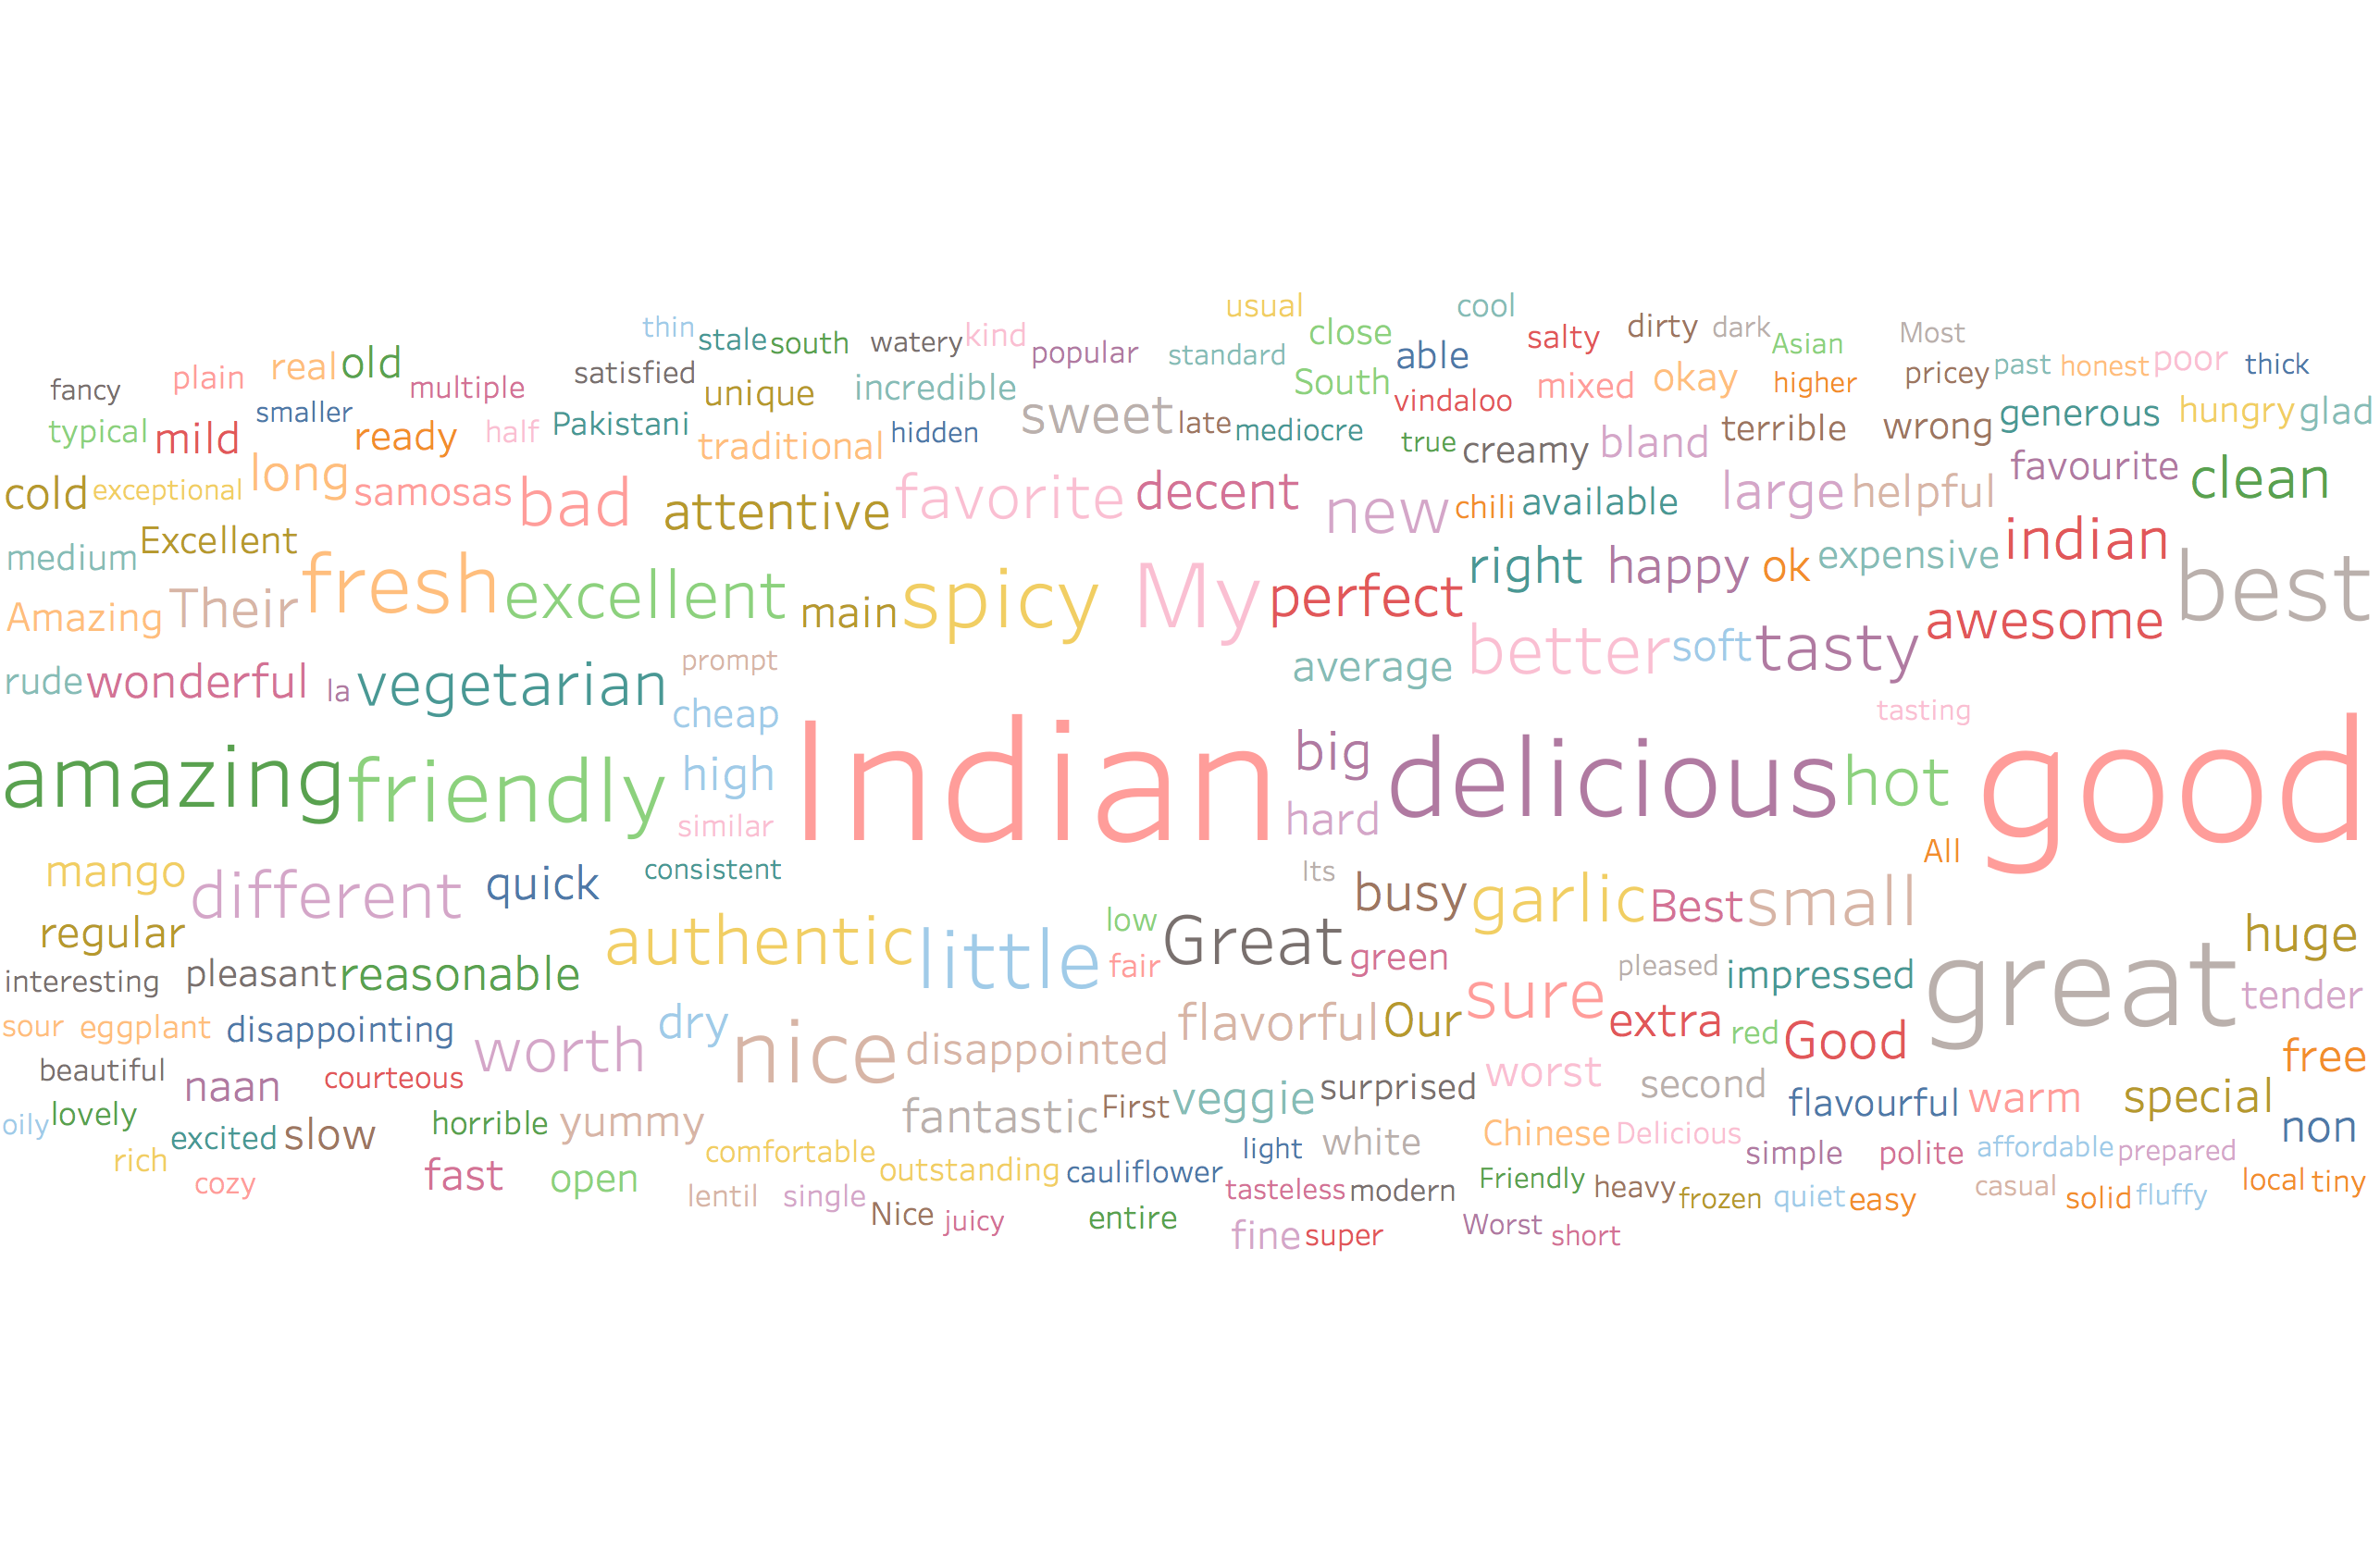 usual cool
thin stale south watery kind popular standard close able salty dirty dark Asian Most
fancy plain real old multiple satisfied unique incredible South vindaloo mixed okay higher pricey past honest poor thick
typical mild smaller ready half Pakistani traditional hidden sweet late mediocre true creamy bland terrible wrong generous hungry glad
cold exceptional long samosas bad attentive favorite decent new chili available large helpful favourite clean
medium Excellent right happy ok expensive indian
Amazing Their fresh excellent main spicy My perfect awesome best
rude wonderful la vegetarian prompt average better soft tasty
cheap tasting
amazing friendly high similar Indian big hard delicious hot good
All
mango different quick consistent Its busy garlic Best small
regular authentic little low Great green huge
interesting pleasant reasonable fair pleased impressed great tender
sour eggplant disappointing dry nice disappointed flavorful Our sure extra red Good free
beautiful naan courteous worth veggie surprised worst second flavourful warm special
oily lovely excited slow horrible yummy fantastic First light white Chinese Delicious simple polite affordable prepared non
rich cozy fast open comfortable outstanding cauliflower tasteless modern Friendly heavy frozen quiet easy casual solid fluffy local tiny
lentil single Nice juicy entire fine super Worst short